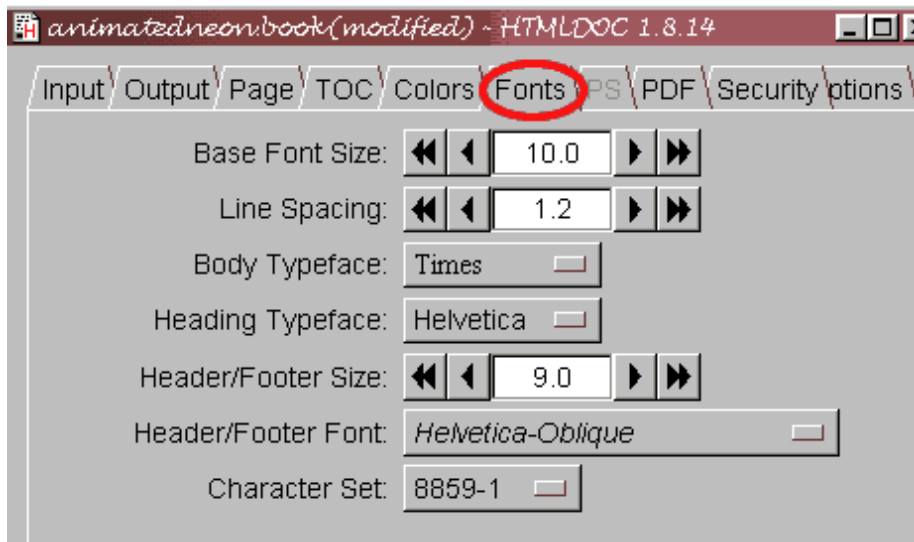 animatedneon.book(modified) - HTMLDOC 1.8.14
Input Output Page TOC Colors Fonts PS PDF Security ptions
Base Font Size: 10.0
Line Spacing: 1.2
Body Typeface: Times
Heading Typeface: Helvetica
Header/Footer Size: 9.0
Header/Footer Font: Helvetica-Oblique
Character Set: 8859-1